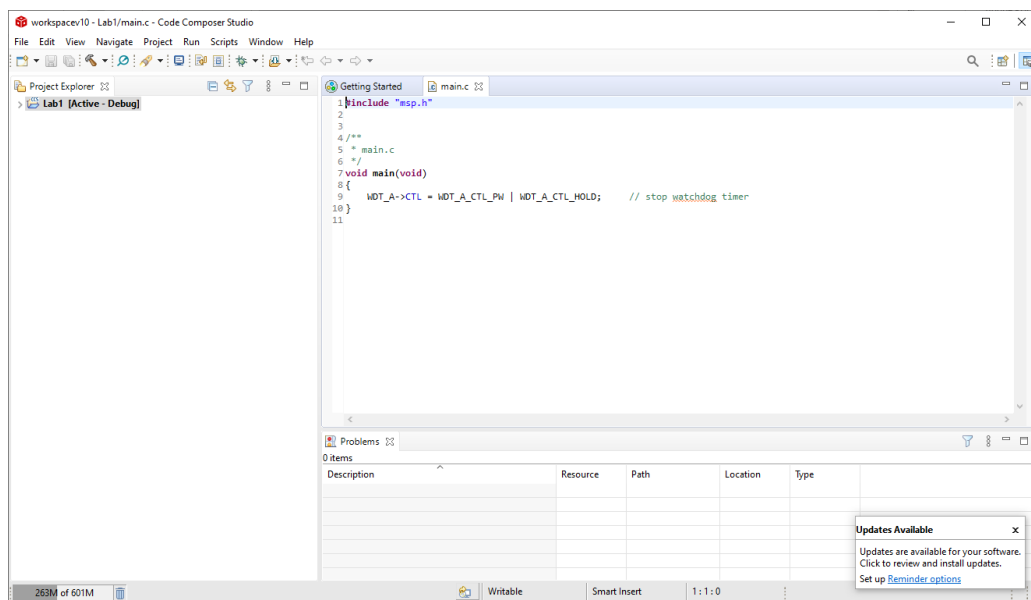 workspacev10 - Lab1/main.c - Code Composer Studio
File Edit View Navigate Project Run Scripts Window Help
Project Explorer
Lab1 [Active - Debug]
Getting Started
main.c
1 #include "msp.h"
2
3
4 /**
5  * main.c
6  */
7 void main(void)
8 {
9     WDT_A->CTL = WDT_A_CTL_PW | WDT_A_CTL_HOLD;     // stop watchdog timer
10 }
11
Problems
0 items
Description Resource Path Location Type
Updates Available x
Updates are available for your software.
Click to review and install updates.
Set up Reminder options
263M of 601M Writable Smart Insert 1 : 1 : 0